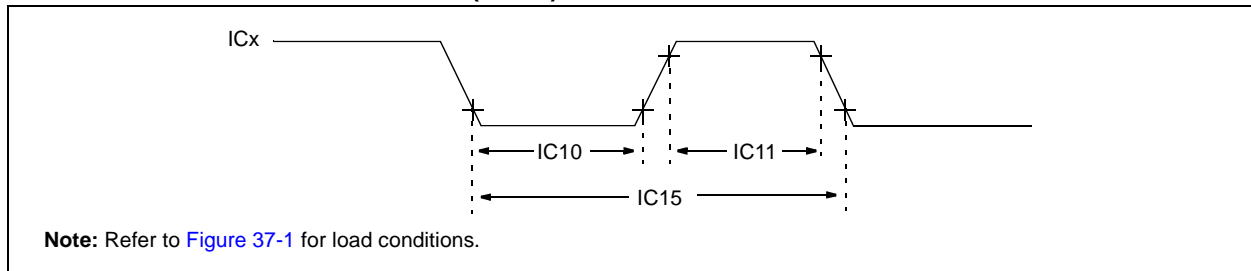 ICx
IC10
IC11
IC15
Note: Refer to Figure 37-1 for load conditions.